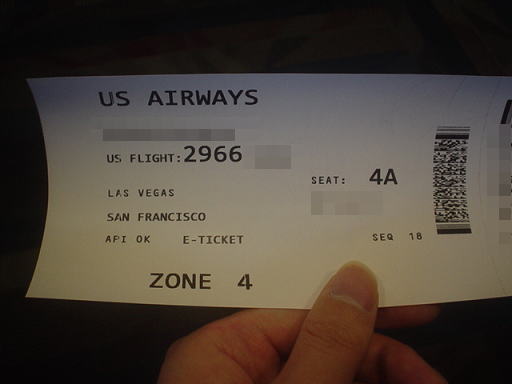 US AIRWAYS
US FLIGHT:2966
SEAT: 4A
LAS VEGAS
SAN FRANCISCO
API OK E-TICKET SEQ 18
ZONE 4